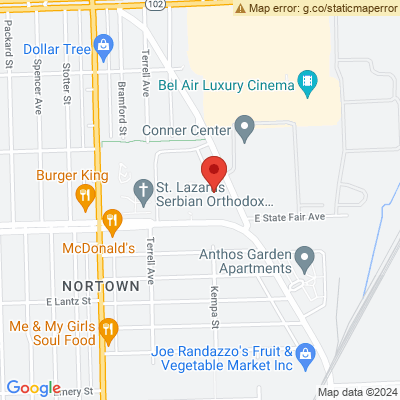 Map error: g.co/staticmaperror
102
Dollar Tree
Packard St
Spencer Ave
Stotter St
Bramford St
Terrell Ave
Bel Air Luxury Cinema
Conner Center
Burger King
St. Lazarus
Serbian Orthodox...
E State Fair Ave
McDonald's
Terrell Ave
Anthos Garden
Apartments
NORTOWN
E Lantz St
Kempa St
Me & My Girls
Soul Food
Joe Randazzo's Fruit &
Vegetable Market Inc
Google
Emery St
Map data ©2024